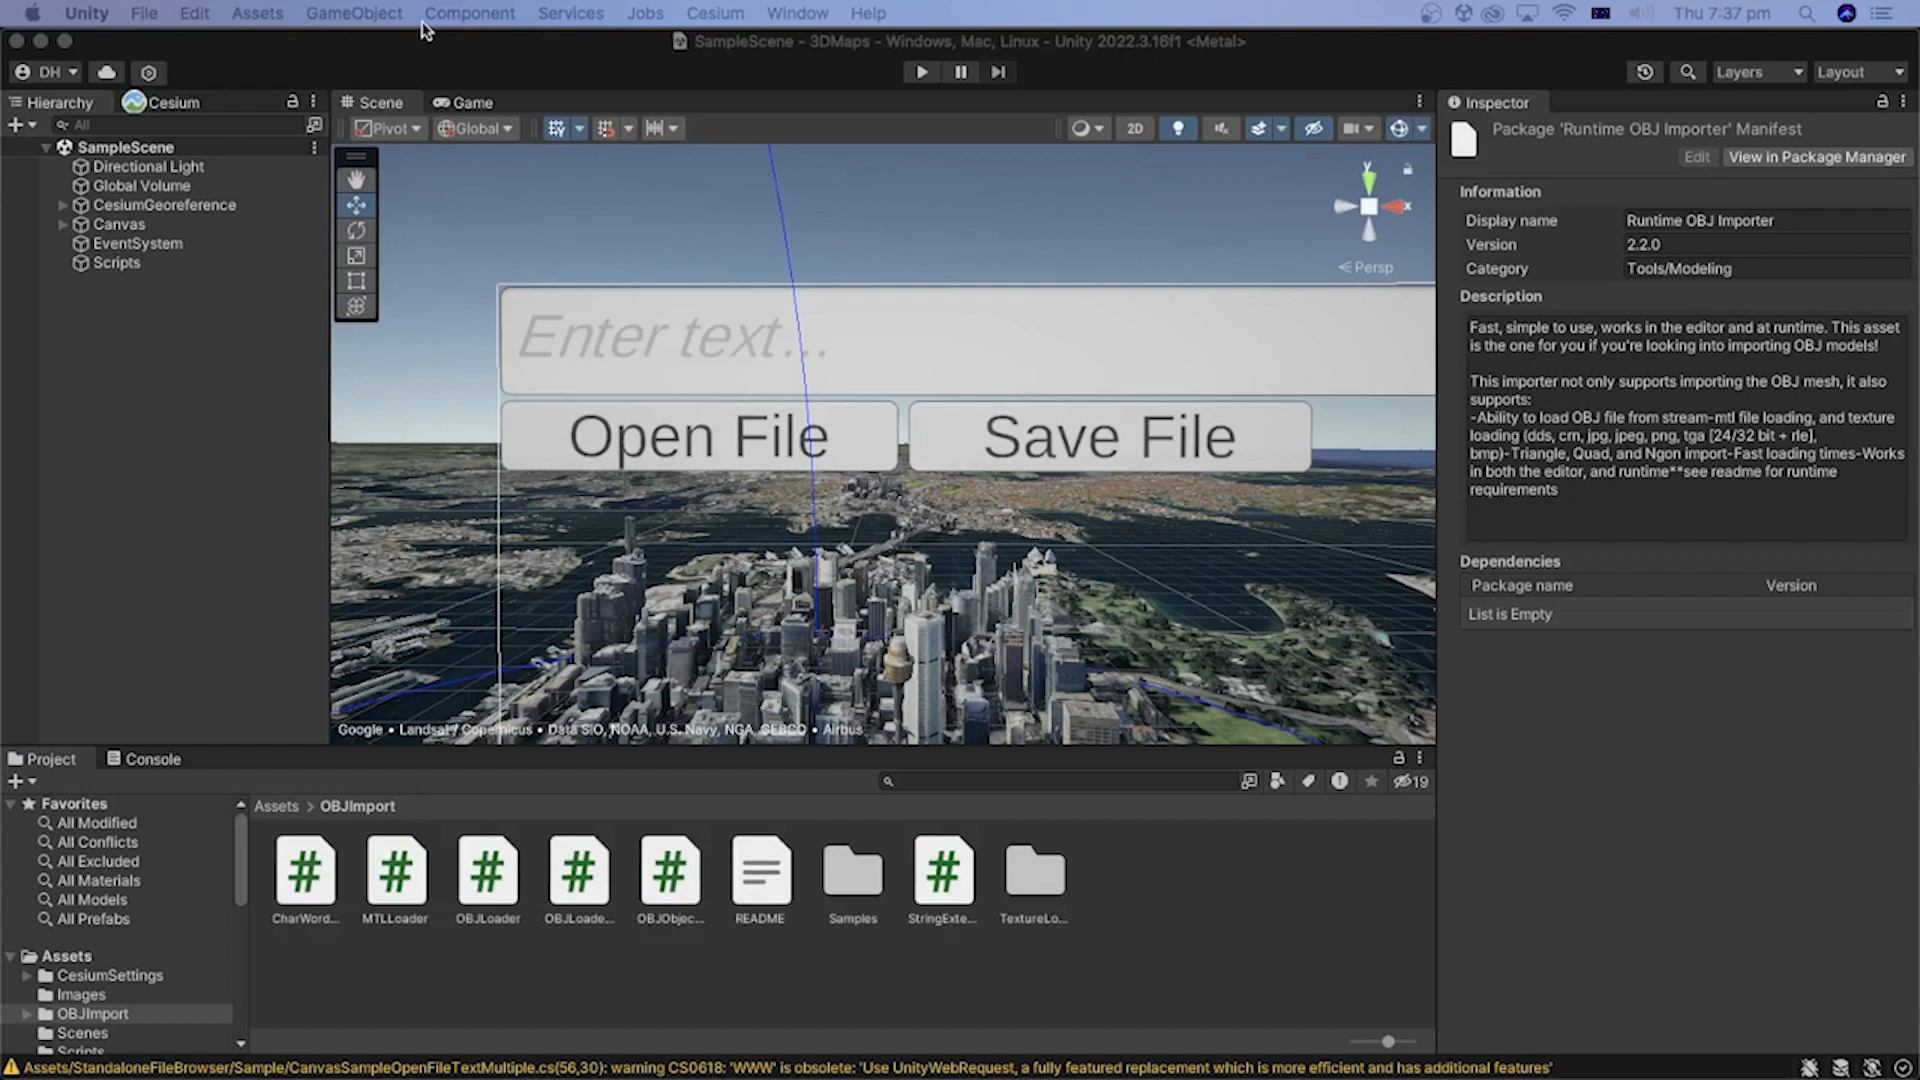 Unity File Edit Assets GameObject Component Services Jobs Cesium Window Help Thu 7:37 pm
SampleScene - 3DMaps - Windows, Mac, Linux - Unity 2022.3.16f1 <Metal>
DH Layers Layout
Hierarchy Cesium
All
SampleScene
Directional Light
Global Volume
CesiumGeoreference
Canvas
EventSystem
Scripts
Scene Game
Pivot Global 2D
y
x
Persp
Enter text...
Open File Save File
Google • Landsat / Copernicus • Data SIO, NOAA, U.S. Navy, NGA, GEBCO • Airbus
Inspector
Package 'Runtime OBJ Importer' Manifest
Edit View in Package Manager
Information
Display name Runtime OBJ Importer
Version 2.2.0
Category Tools/Modeling
Description
Fast, simple to use, works in the editor and at runtime. This asset
is the one for you if you're looking into importing OBJ models!
This importer not only supports importing the OBJ mesh, it also
supports:
-Ability to load OBJ file from stream-mtl file loading, and texture
loading (dds, crn, jpg, jpeg, png, tga [24/32 bit + rle],
bmp)-Triangle, Quad, and Ngon import-Fast loading times-Works
in both the editor, and runtime**see readme for runtime
requirements
Dependencies
Package name Version
List is Empty
Project Console
19
Favorites
All Modified
All Conflicts
All Excluded
All Materials
All Models
All Prefabs
Assets
CesiumSettings
Images
OBJImport
Scenes
Scripts
Assets > OBJImport
CharWord... MTLLoader OBJLoader OBJLoade... OBJObjec... README Samples StringExte... TextureLo...
Assets/StandaloneFileBrowser/Sample/CanvasSampleOpenFileTextMultiple.cs(56,30): warning CS0618: 'WWW' is obsolete: 'Use UnityWebRequest, a fully featured replacement which is more efficient and has additional features'